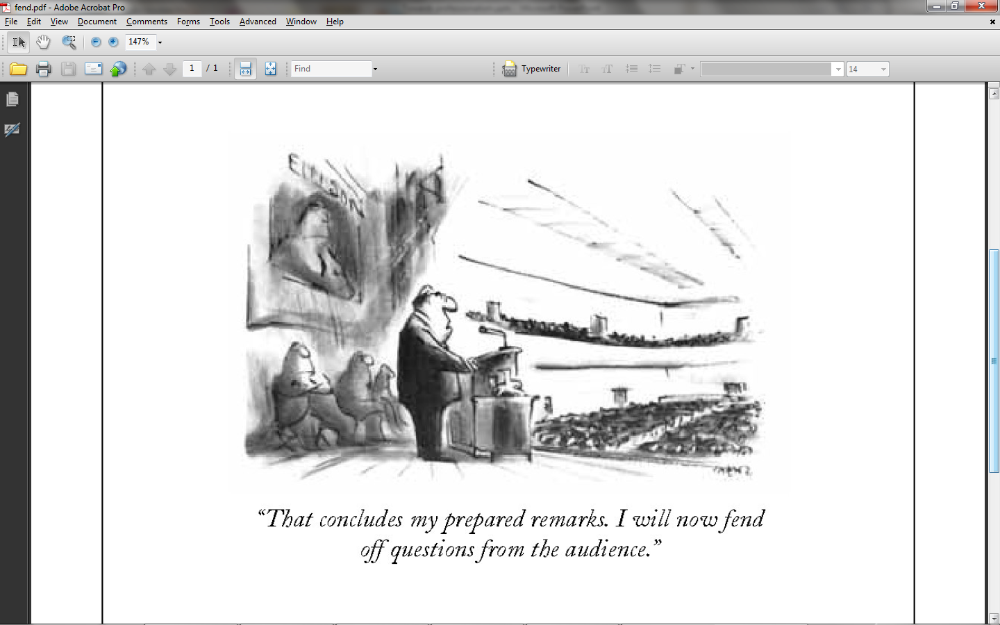 fend.pdf - Adobe Acrobat Pro
File Edit View Document Comments Forms Tools Advanced Window Help
147%
1 / 1 Find Typewriter 14
“That concludes my prepared remarks. I will now fend
off questions from the audience.”